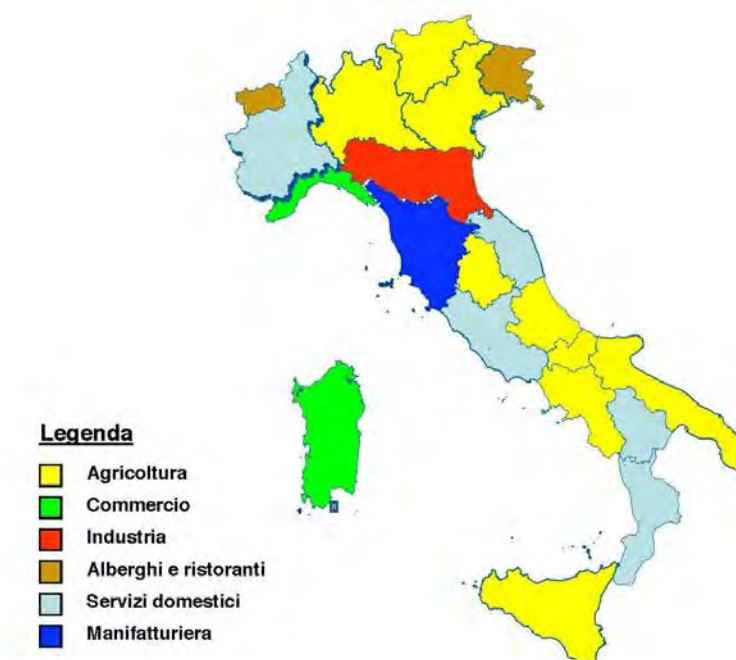 Legenda
Agricoltura
Commercio
Industria
Alberghi e ristoranti
Servizi domestici
Manifatturiera